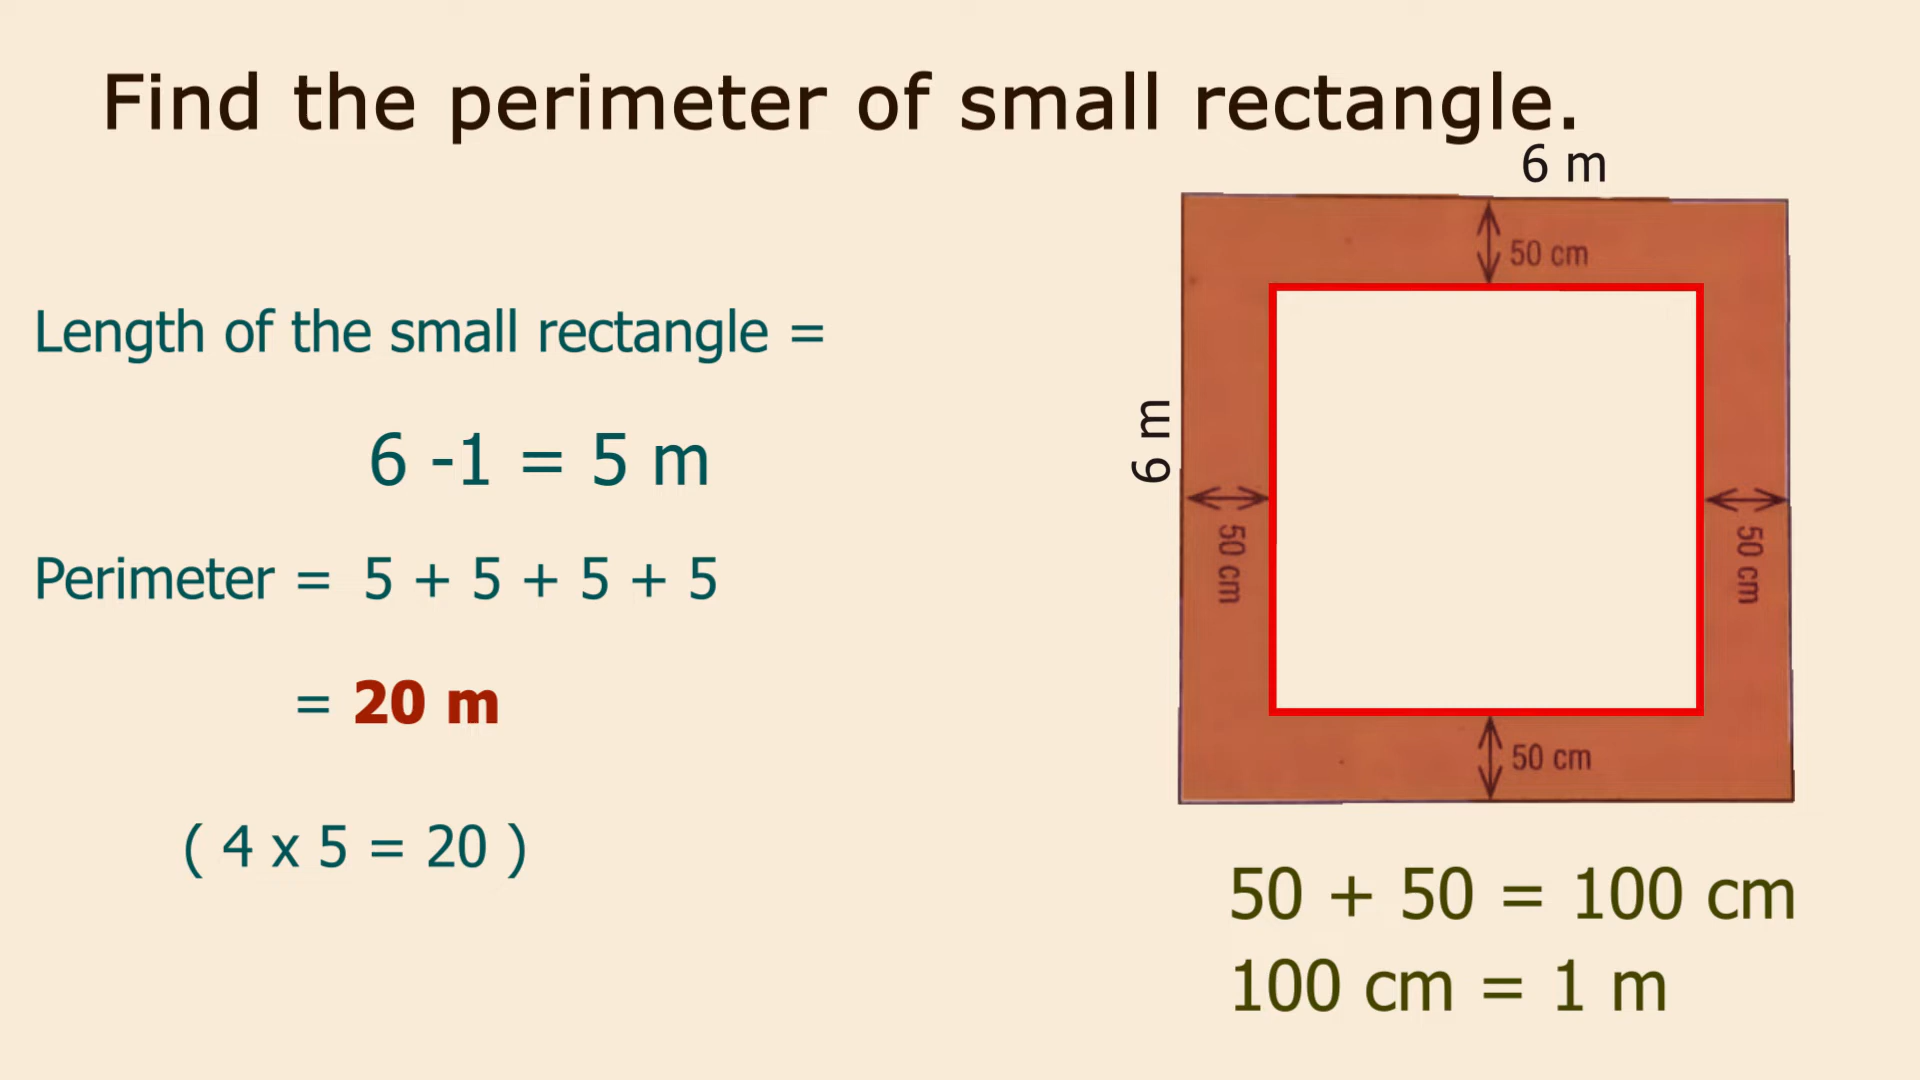 Find the perimeter of small rectangle.
6 m
50 cm
Length of the small rectangle =
6 -1 = 5 m
6 m
50 cm
50 cm
Perimeter = 5 + 5 + 5 + 5
= 20 m
50 cm
( 4 x 5 = 20 )
50 + 50 = 100 cm
100 cm = 1 m